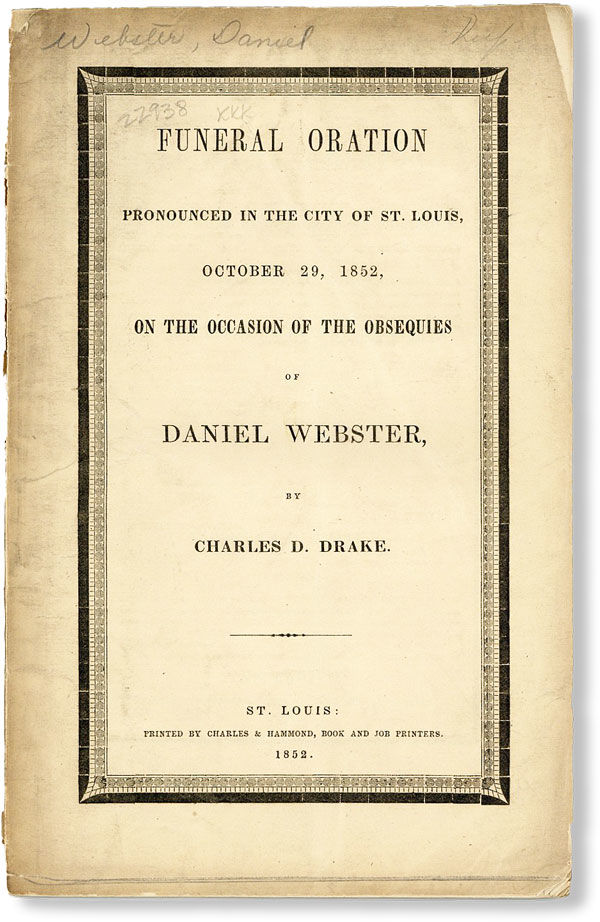 Webster, Daniel
22938 KKK
FUNERAL ORATION
PRONOUNCED IN THE CITY OF ST. LOUIS,
OCTOBER 29, 1852,
ON THE OCCASION OF THE OBSEQUIES
OF
DANIEL WEBSTER,
BY
CHARLES D. DRAKE.
ST. LOUIS:
PRINTED BY CHARLES & HAMMOND, BOOK AND JOB PRINTERS.
1852.